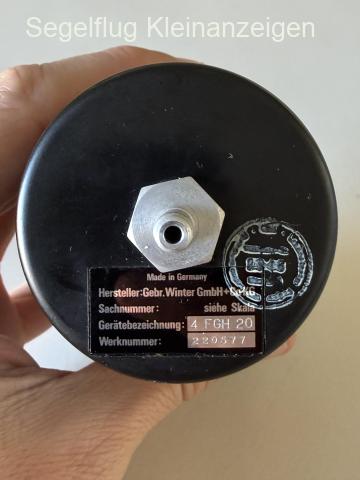 Segelflug Kleinanzeigen
Made in Germany
Hersteller:Gebr.Winter GmbH+Co.KG
Sachnummer: siehe Skala
Gerätebezeichnung: 4 FGH 20
Werknummer: 220577